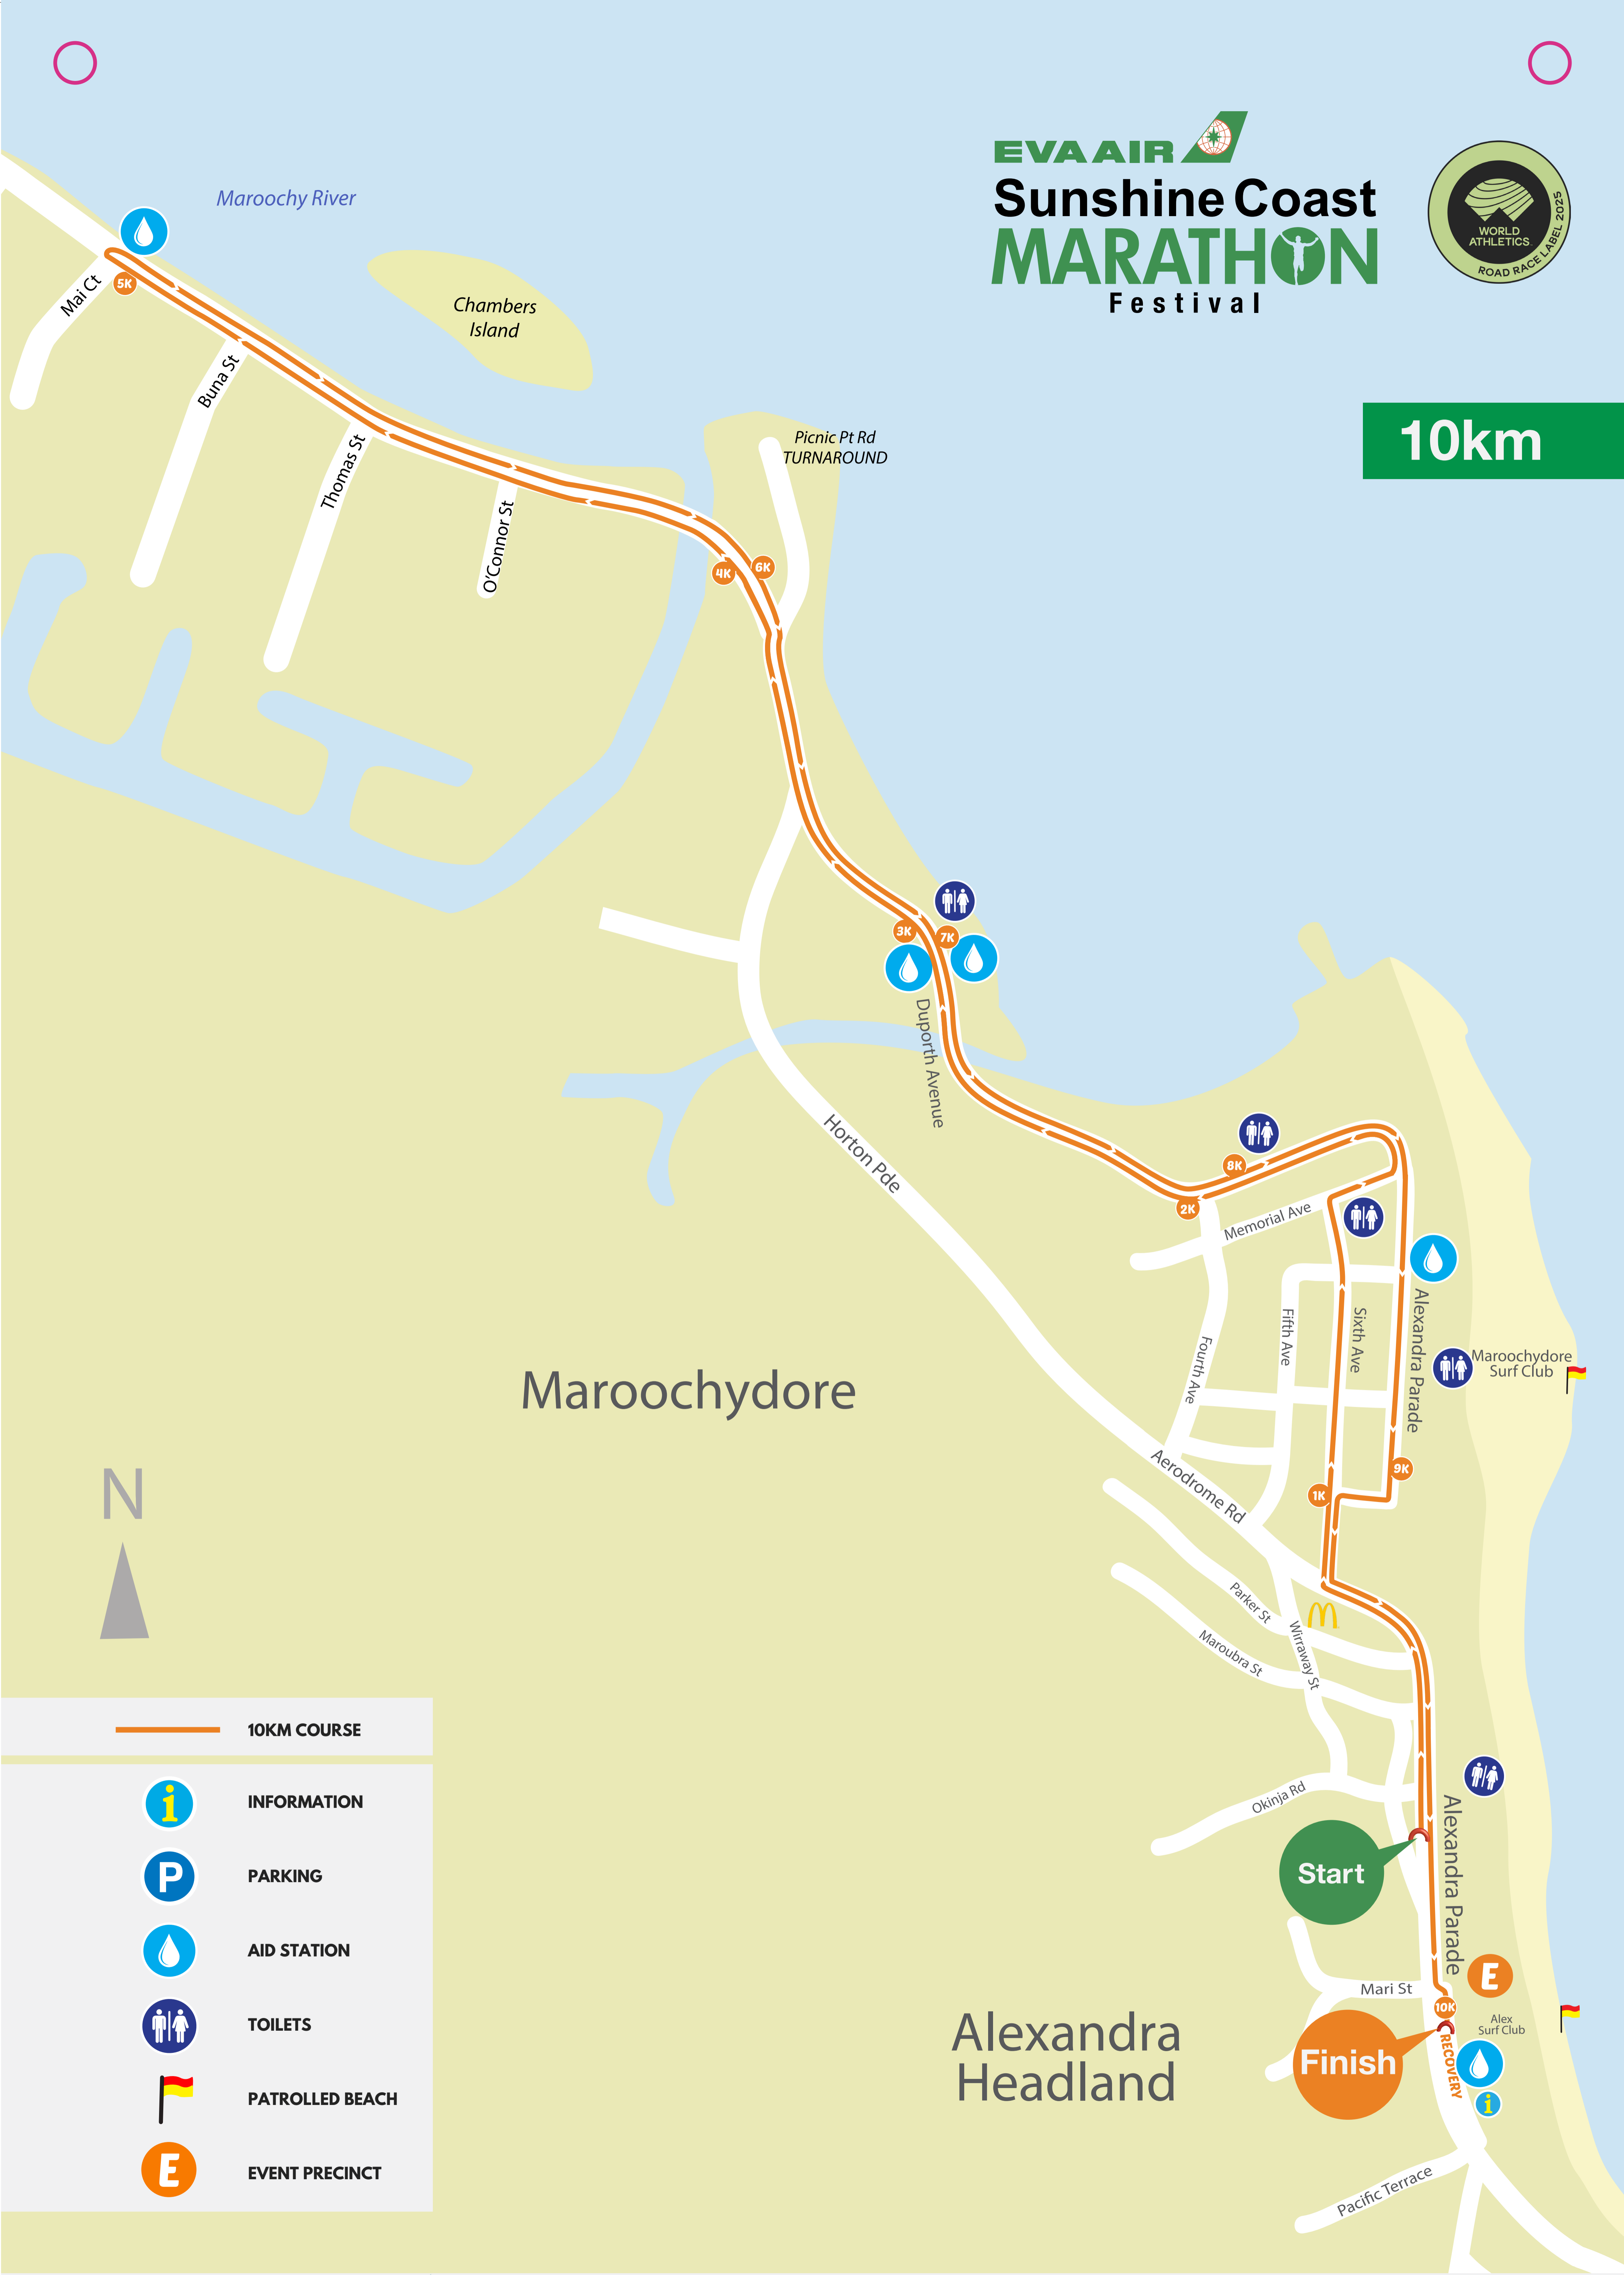 EVA AIR
Sunshine Coast
MARATHON
Festival
WORLD
ATHLETICS
ROAD RACE LABEL 2025
10km
Maroochy River
Chambers
Island
Mai Ct
5K
Buna St
Thomas St
O'Connor St
Picnic Pt Rd
TURNAROUND
4K
6K
3K
7K
Duporth Avenue
Horton Pde
8K
2K
Memorial Ave
Fourth Ave
Fifth Ave
Sixth Ave
Alexandra Parade
Maroochydore
Surf Club
Maroochydore
Aerodrome Rd
9K
1K
N
Parker St
Maroubra St
Wirraway St
Okinja Rd
Start
Alexandra Parade
E
Mari St
10K
Alex
Surf Club
Alexandra
Headland
Finish
RECOVERY
i
Pacific Terrace
10KM COURSE
i INFORMATION
P PARKING
AID STATION
TOILETS
PATROLLED BEACH
E EVENT PRECINCT